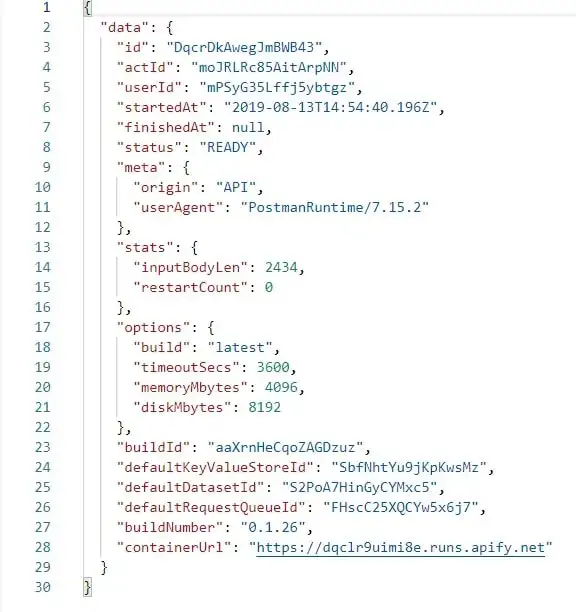 1 {
2 "data": {
3 "id": "DqcrDkAwegJmBWB43",
4 "actId": "moJRLRc85AitArpNN",
5 "userId": "mPSyG35Lffj5ybtgz",
6 "startedAt": "2019-08-13T14:54:40.196Z",
7 "finishedAt": null,
8 "status": "READY",
9 "meta": {
10 "origin": "API",
11 "userAgent": "PostmanRuntime/7.15.2"
12 },
13 "stats": {
14 "inputBodyLen": 2434,
15 "restartCount": 0
16 },
17 "options": {
18 "build": "latest",
19 "timeoutSecs": 3600,
20 "memoryMbytes": 4096,
21 "diskMbytes": 8192
22 },
23 "buildId": "aaXrnHeCqoZAGDzuz",
24 "defaultKeyValueStoreId": "SbfNhtYu9jKpKwsMz",
25 "defaultDatasetId": "S2PoA7HinGyCYMxc5",
26 "defaultRequestQueueId": "FHscC25XQCYw5x6j7",
27 "buildNumber": "0.1.26",
28 "containerUrl": "https://dqclr9uimi8e.runs.apify.net"
29 }
30 }